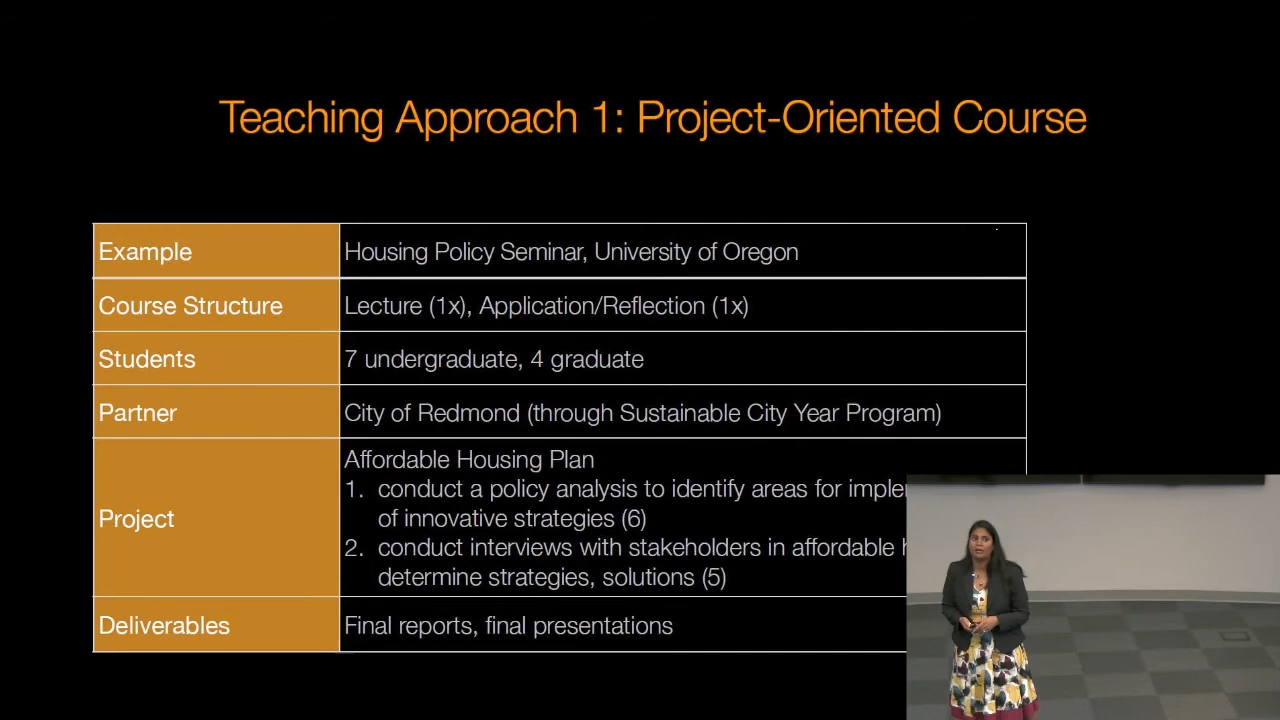 Teaching Approach 1: Project-Oriented Course
Example
Housing Policy Seminar, University of Oregon
Course Structure
Lecture (1x), Application/Reflection (1x)
Students
7 undergraduate, 4 graduate
Partner
City of Redmond (through Sustainable City Year Program)
Project
Affordable Housing Plan
1. conduct a policy analysis to identify areas for
of innovative strategies (6)
2. conduct interviews with stakeholders in affordable
determine strategies, solutions (5)
Deliverables
Final reports, final presentations